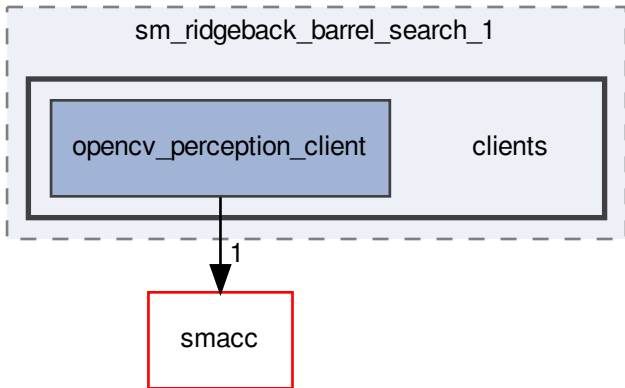 sm_ridgeback_barrel_search_1
opencv_perception_client
clients
1
smacc